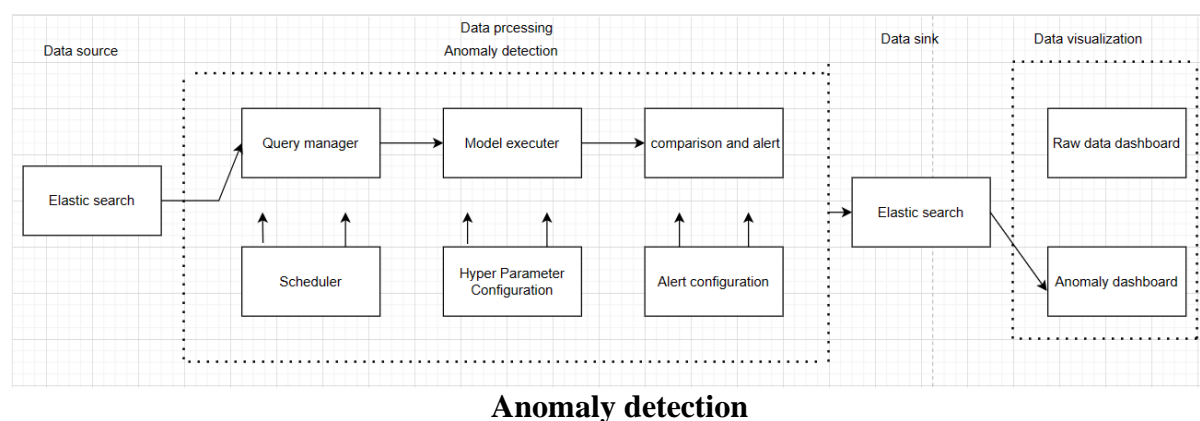 Data prcessing
Data source
Anomaly detection
Data sink
Data visualization
Query manager
Model executer
comparison and alert
Raw data dashboard
Elastic search
Elastic search
Scheduler
Hyper Parameter
Configuration
Alert configuration
Anomaly dashboard
Anomaly detection